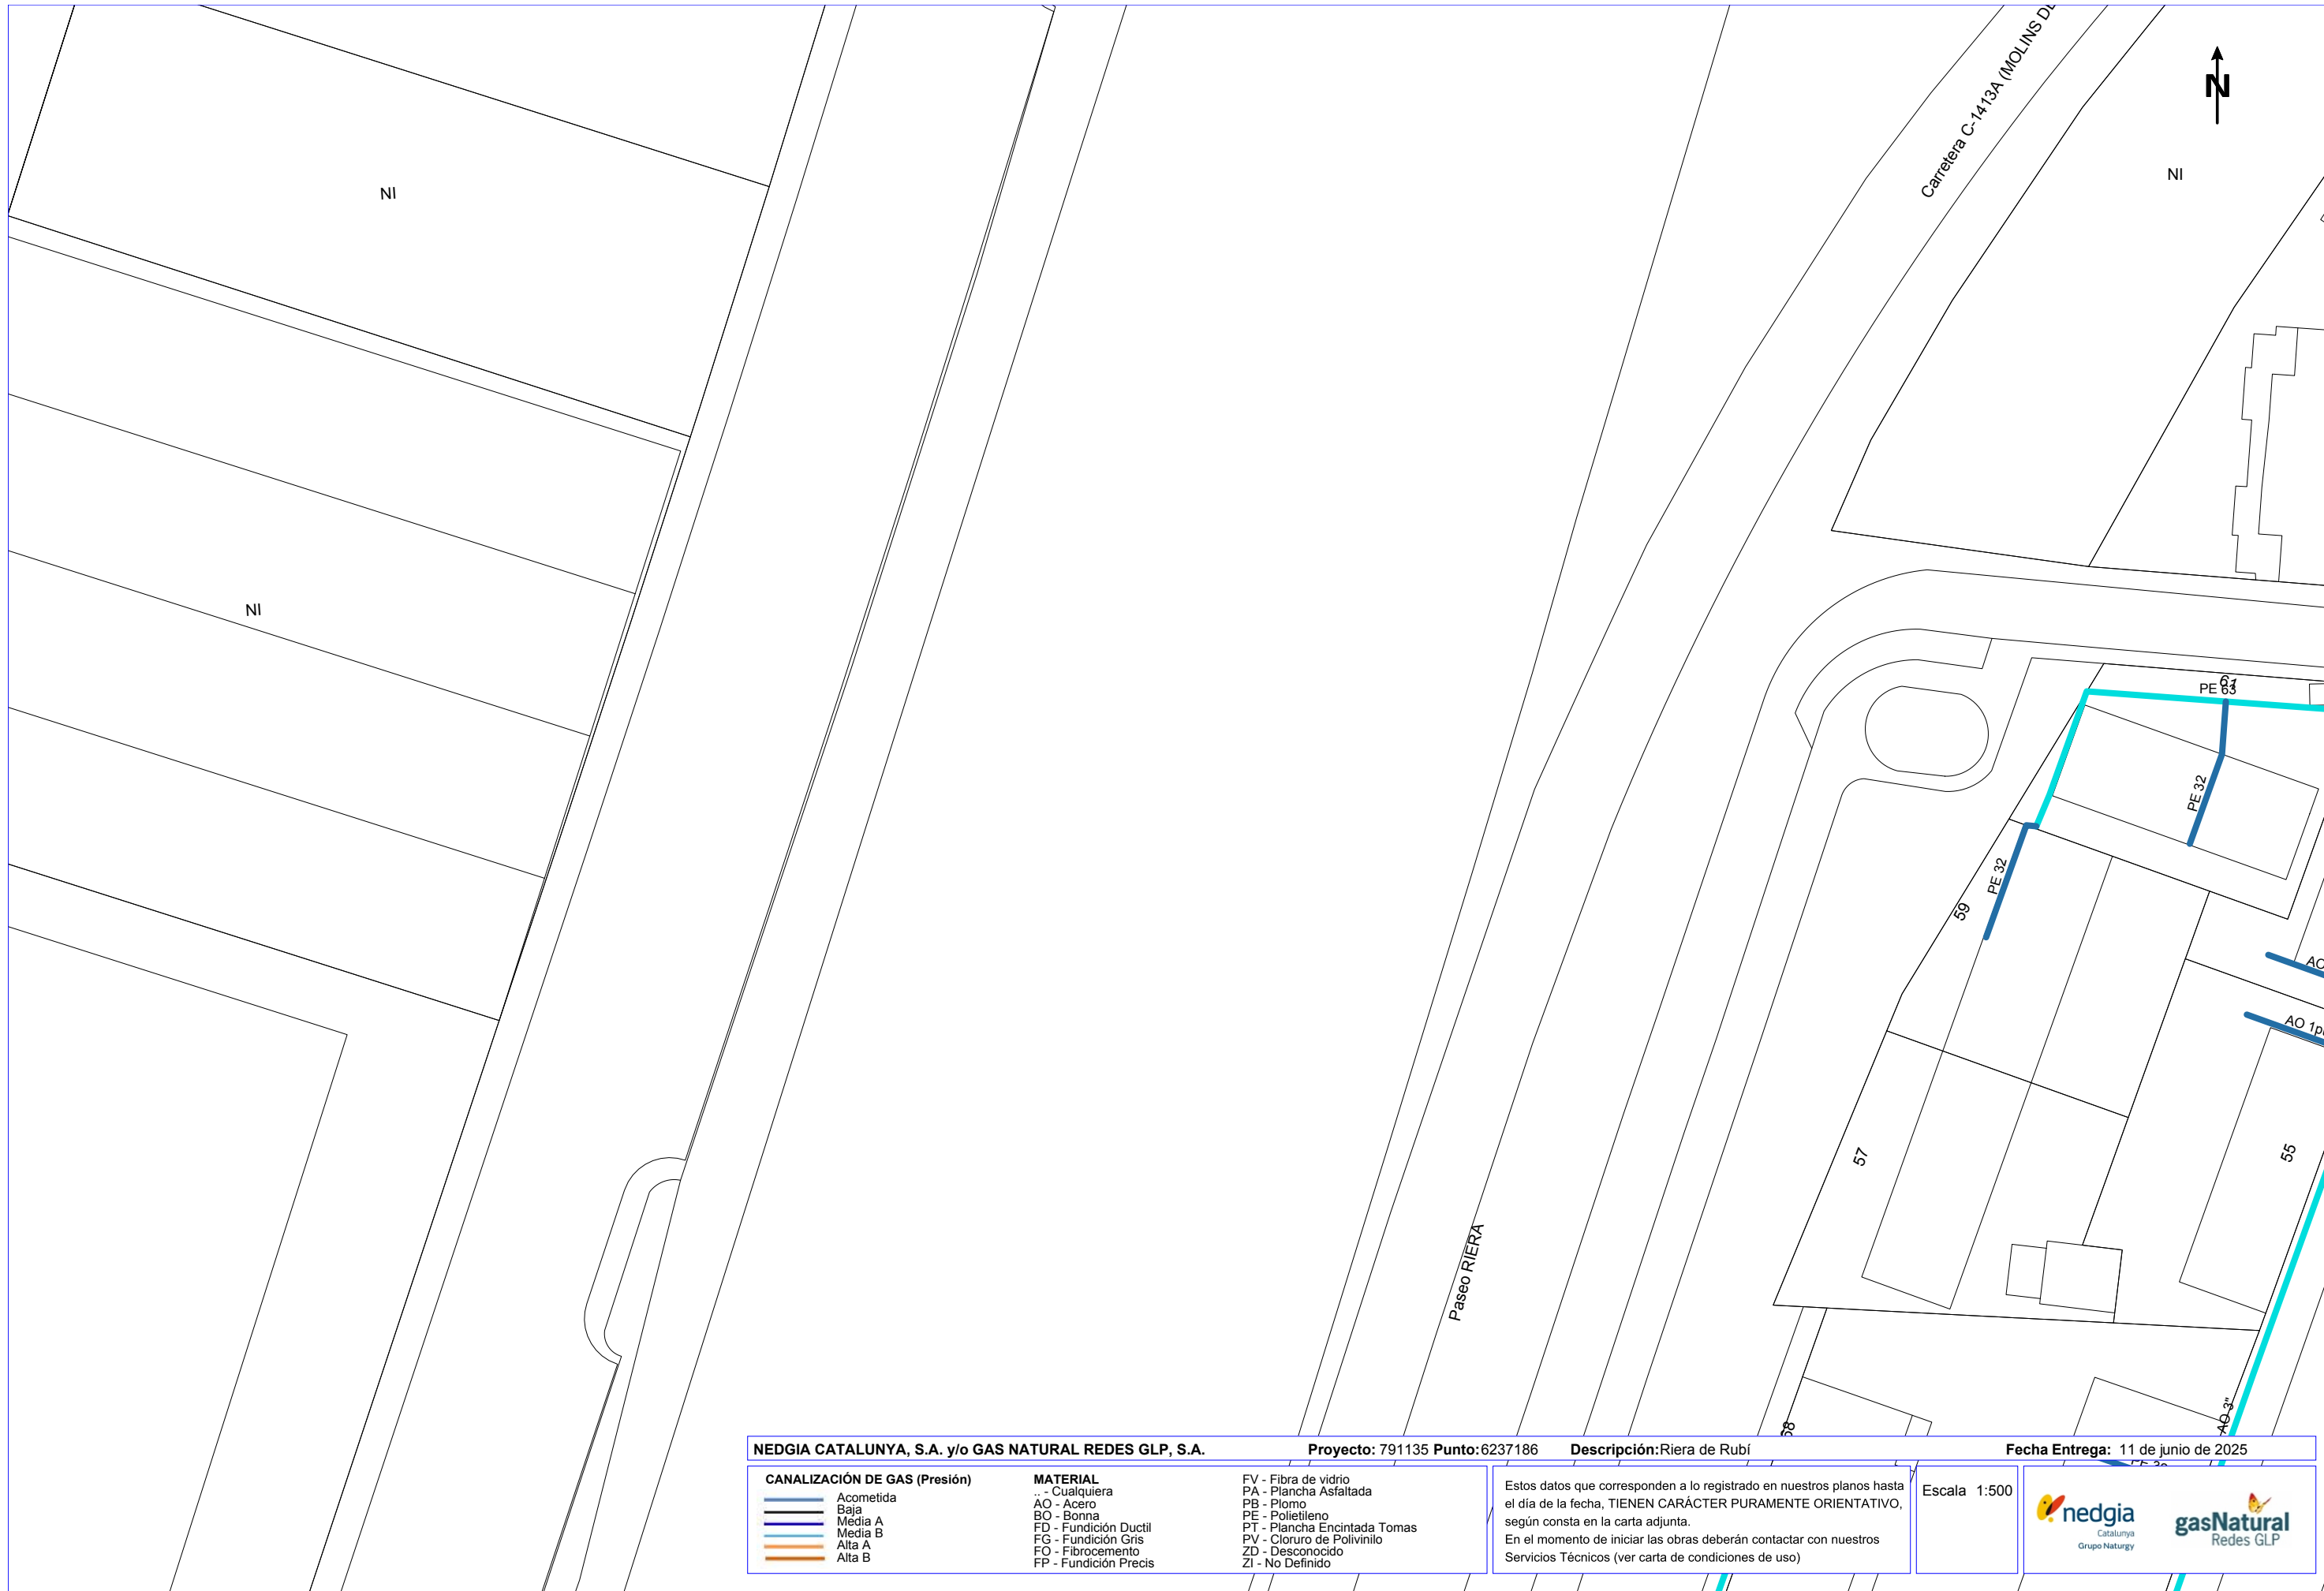 Carretera C-1413A (MOLINS DE
N
NI
NI
NI
61
PE 63
PE 32
PE 32
59
AO
AO 1p
57
55
Paseo RIERA
AO 3"
68
NEDGIA CATALUNYA, S.A. y/o GAS NATURAL REDES GLP, S.A.
Proyecto: 791135 Punto:6237186
Descripción:Riera de Rubí
Fecha Entrega: 11 de junio de 2025
CANALIZACIÓN DE GAS (Presión)
Acometida
Baja
Media A
Media B
Alta A
Alta B
MATERIAL
.. - Cualquiera
AO - Acero
BO - Bonna
FD - Fundición Ductil
FG - Fundición Gris
FO - Fibrocemento
FP - Fundición Precis
FV - Fibra de vidrio
PA - Plancha Asfaltada
PB - Plomo
PE - Polietileno
PT - Plancha Encintada Tomas
PV - Cloruro de Polivinilo
ZD - Desconocido
ZI - No Definido
Estos datos que corresponden a lo registrado en nuestros planos hasta
el día de la fecha, TIENEN CARÁCTER PURAMENTE ORIENTATIVO,
según consta en la carta adjunta.
En el momento de iniciar las obras deberán contactar con nuestros
Servicios Técnicos (ver carta de condiciones de uso)
Escala 1:500
nedgia
Catalunya
Grupo Naturgy
gasNatural
Redes GLP